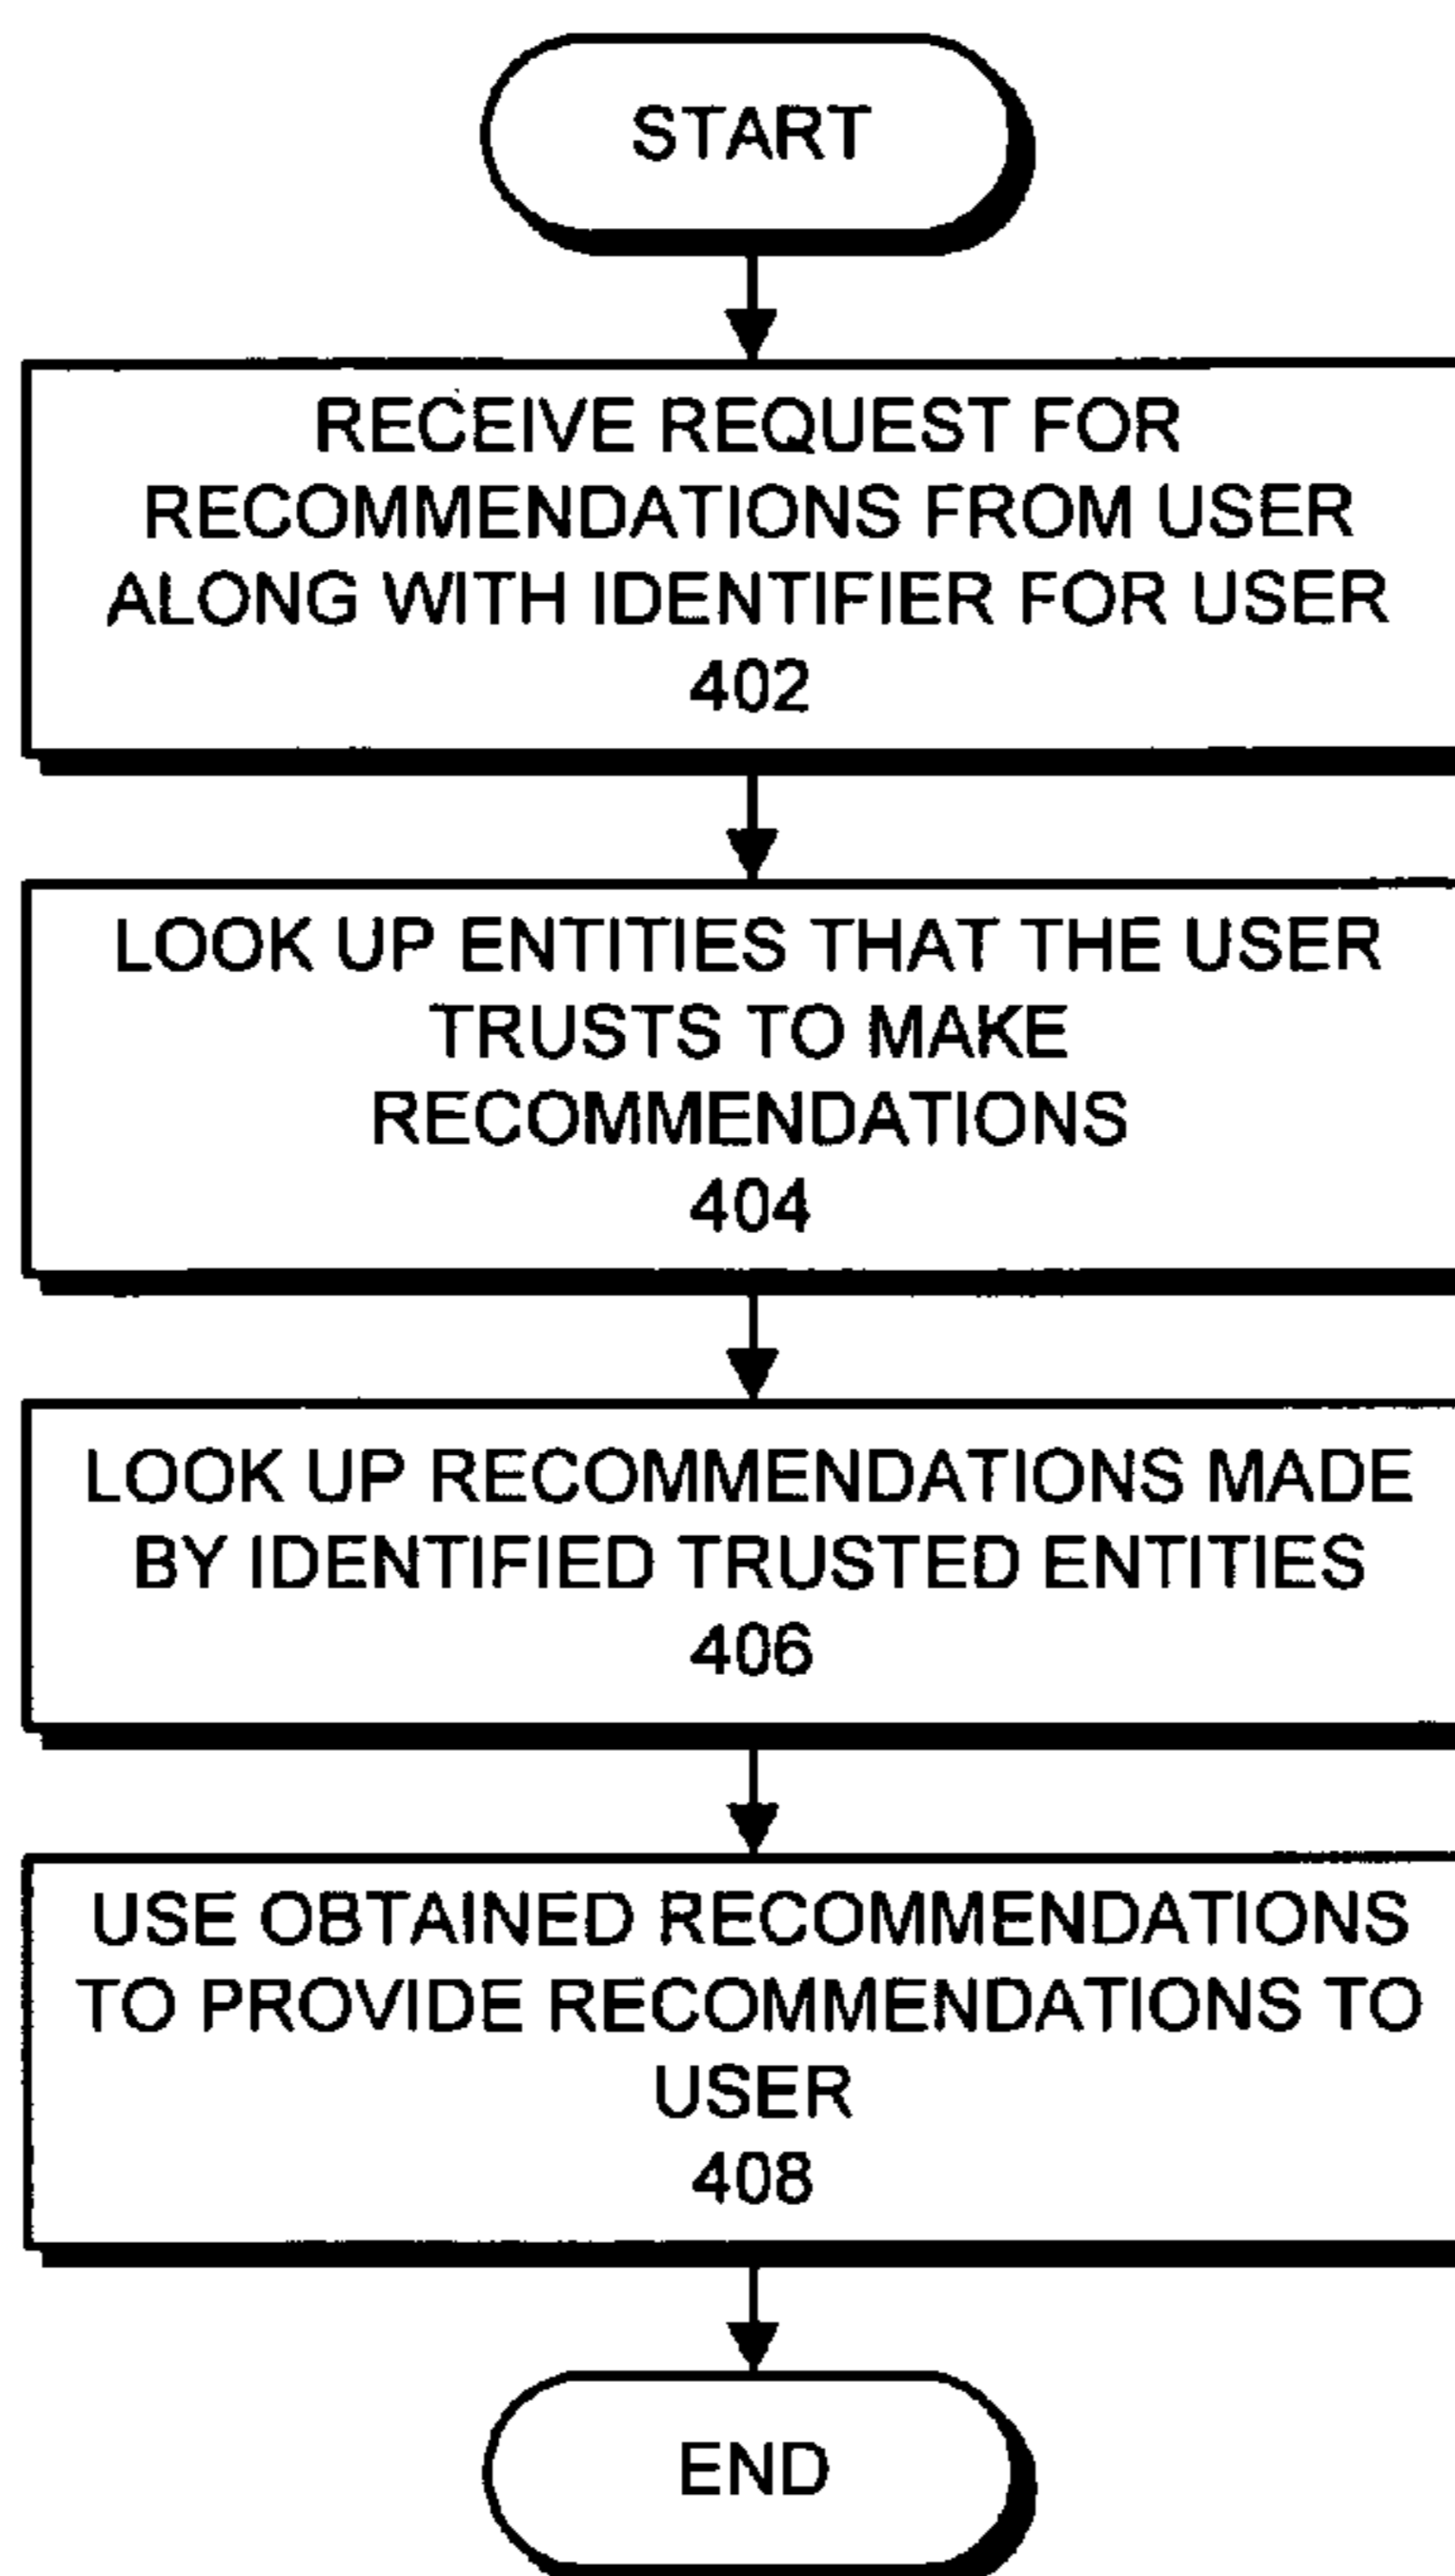 START
RECEIVE REQUEST FOR
RECOMMENDATIONS FROM USER
ALONG WITH IDENTIFIER FOR USER
402
LOOK UP ENTITIES THAT THE USER
TRUSTS TO MAKE
RECOMMENDATIONS
404
LOOK UP RECOMMENDATIONS MADE
BY IDENTIFIED TRUSTED ENTITIES
406
USE OBTAINED RECOMMENDATIONS
TO PROVIDE RECOMMENDATIONS TO
USER
408
END